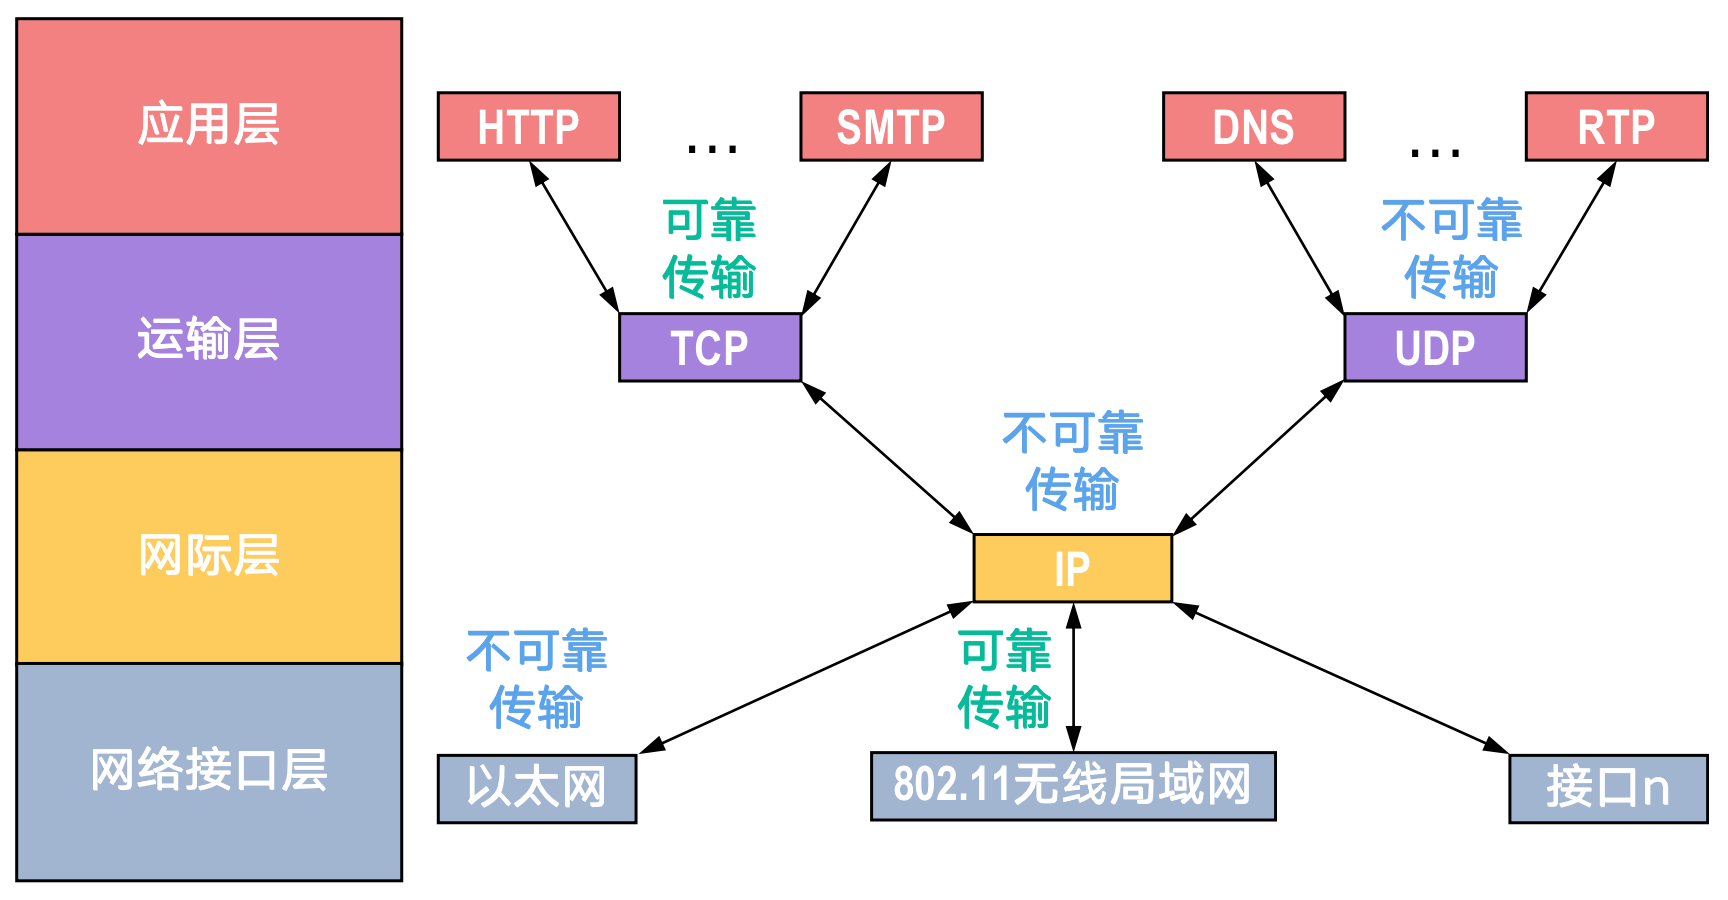 应用层
HTTP
...
SMTP
DNS
...
RTP
可靠
传输
不可靠
传输
运输层
TCP
UDP
不可靠
传输
网际层
IP
不可靠
传输
可靠
传输
网络接口层
以太网
802.11无线局域网
接口n